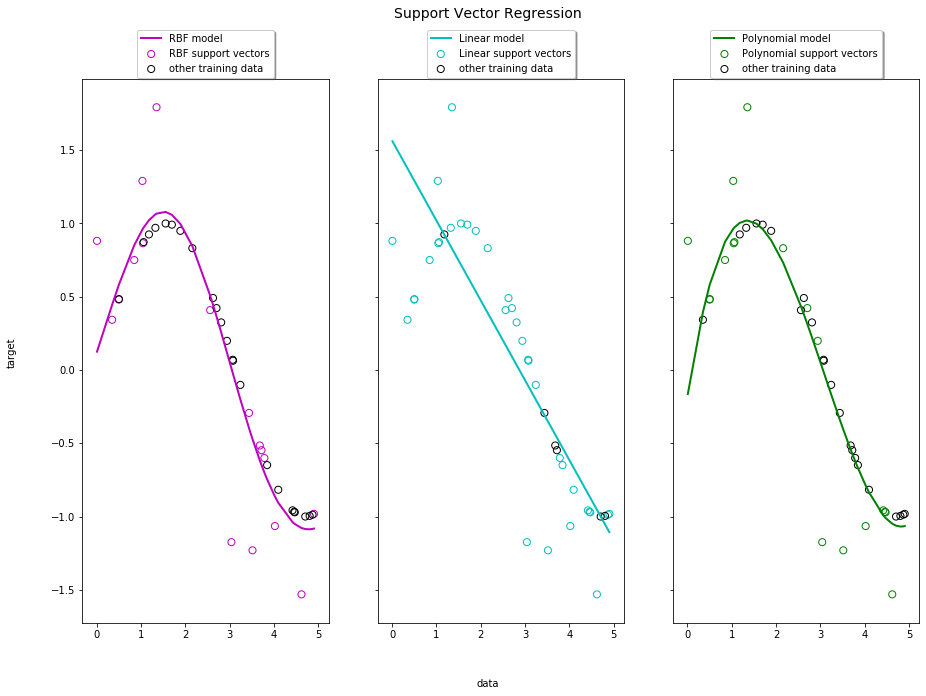 Support Vector Regression
RBF model
RBF support vectors
other training data
Linear model
Linear support vectors
other training data
Polynomial model
Polynomial support vectors
other training data
target
1.5
1.0
0.5
0.0
−0.5
−1.0
−1.5
0 1 2 3 4 5
0 1 2 3 4 5
0 1 2 3 4 5
data